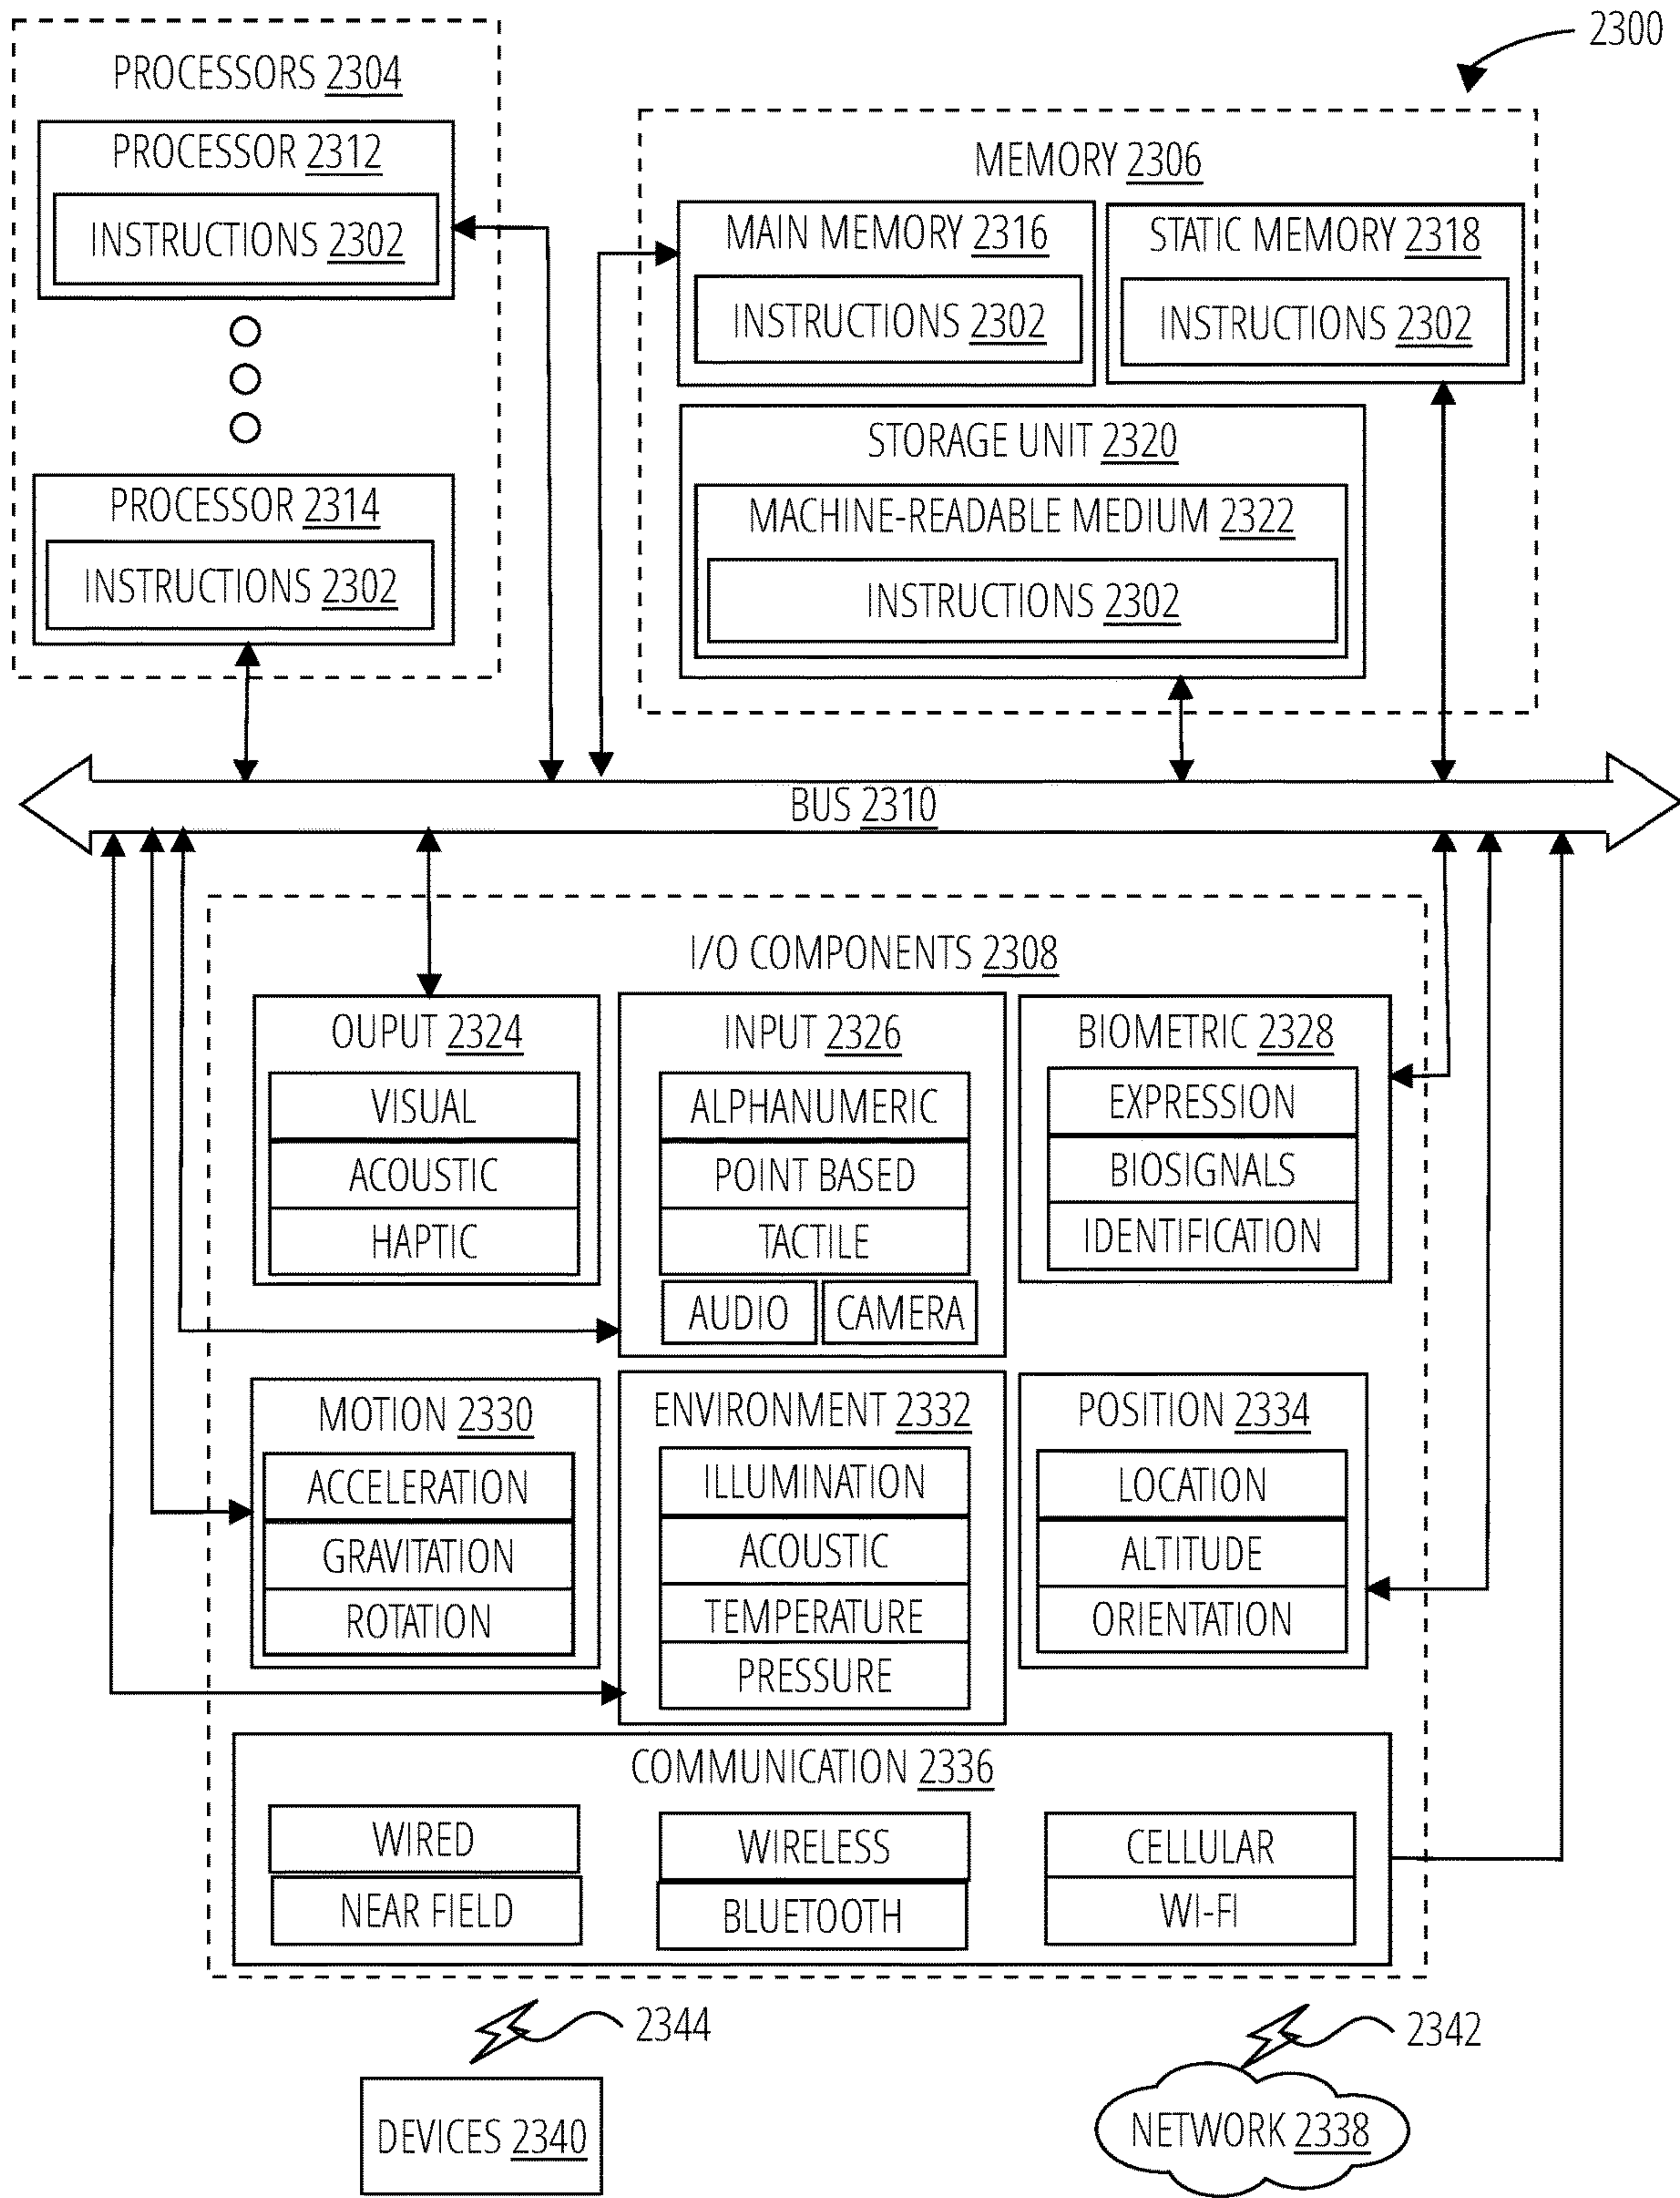 2300
PROCESSORS 2304
PROCESSOR 2312
INSTRUCTIONS 2302
PROCESSOR 2314
INSTRUCTIONS 2302
MEMORY 2306
MAIN MEMORY 2316
INSTRUCTIONS 2302
STATIC MEMORY 2318
INSTRUCTIONS 2302
STORAGE UNIT 2320
MACHINE-READABLE MEDIUM 2322
INSTRUCTIONS 2302
BUS 2310
I/O COMPONENTS 2308
OUPUT 2324
VISUAL
ACOUSTIC
HAPTIC
INPUT 2326
ALPHANUMERIC
POINT BASED
TACTILE
AUDIO
CAMERA
BIOMETRIC 2328
EXPRESSION
BIOSIGNALS
IDENTIFICATION
MOTION 2330
ACCELERATION
GRAVITATION
ROTATION
ENVIRONMENT 2332
ILLUMINATION
ACOUSTIC
TEMPERATURE
PRESSURE
POSITION 2334
LOCATION
ALTITUDE
ORIENTATION
COMMUNICATION 2336
WIRED
NEAR FIELD
WIRELESS
BLUETOOTH
CELLULAR
WI-FI
2344
DEVICES 2340
2342
NETWORK 2338